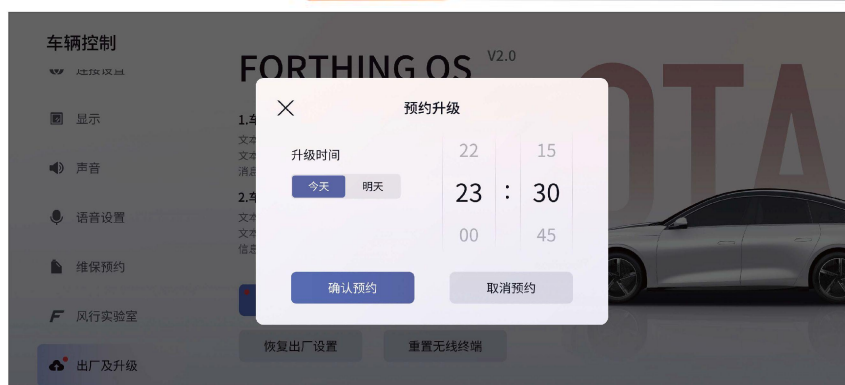 车辆控制
连接设置
显示
声音
语音设置
维保预约
风行实验室
出厂及升级
FORTHING OS V2.0
OTA
1.车
文本
文本
消息
2.车
文本
文本
信息
预约升级
升级时间
今天 明天
22 15
23 : 30
00 45
确认预约 取消预约
恢复出厂设置 重置无线终端